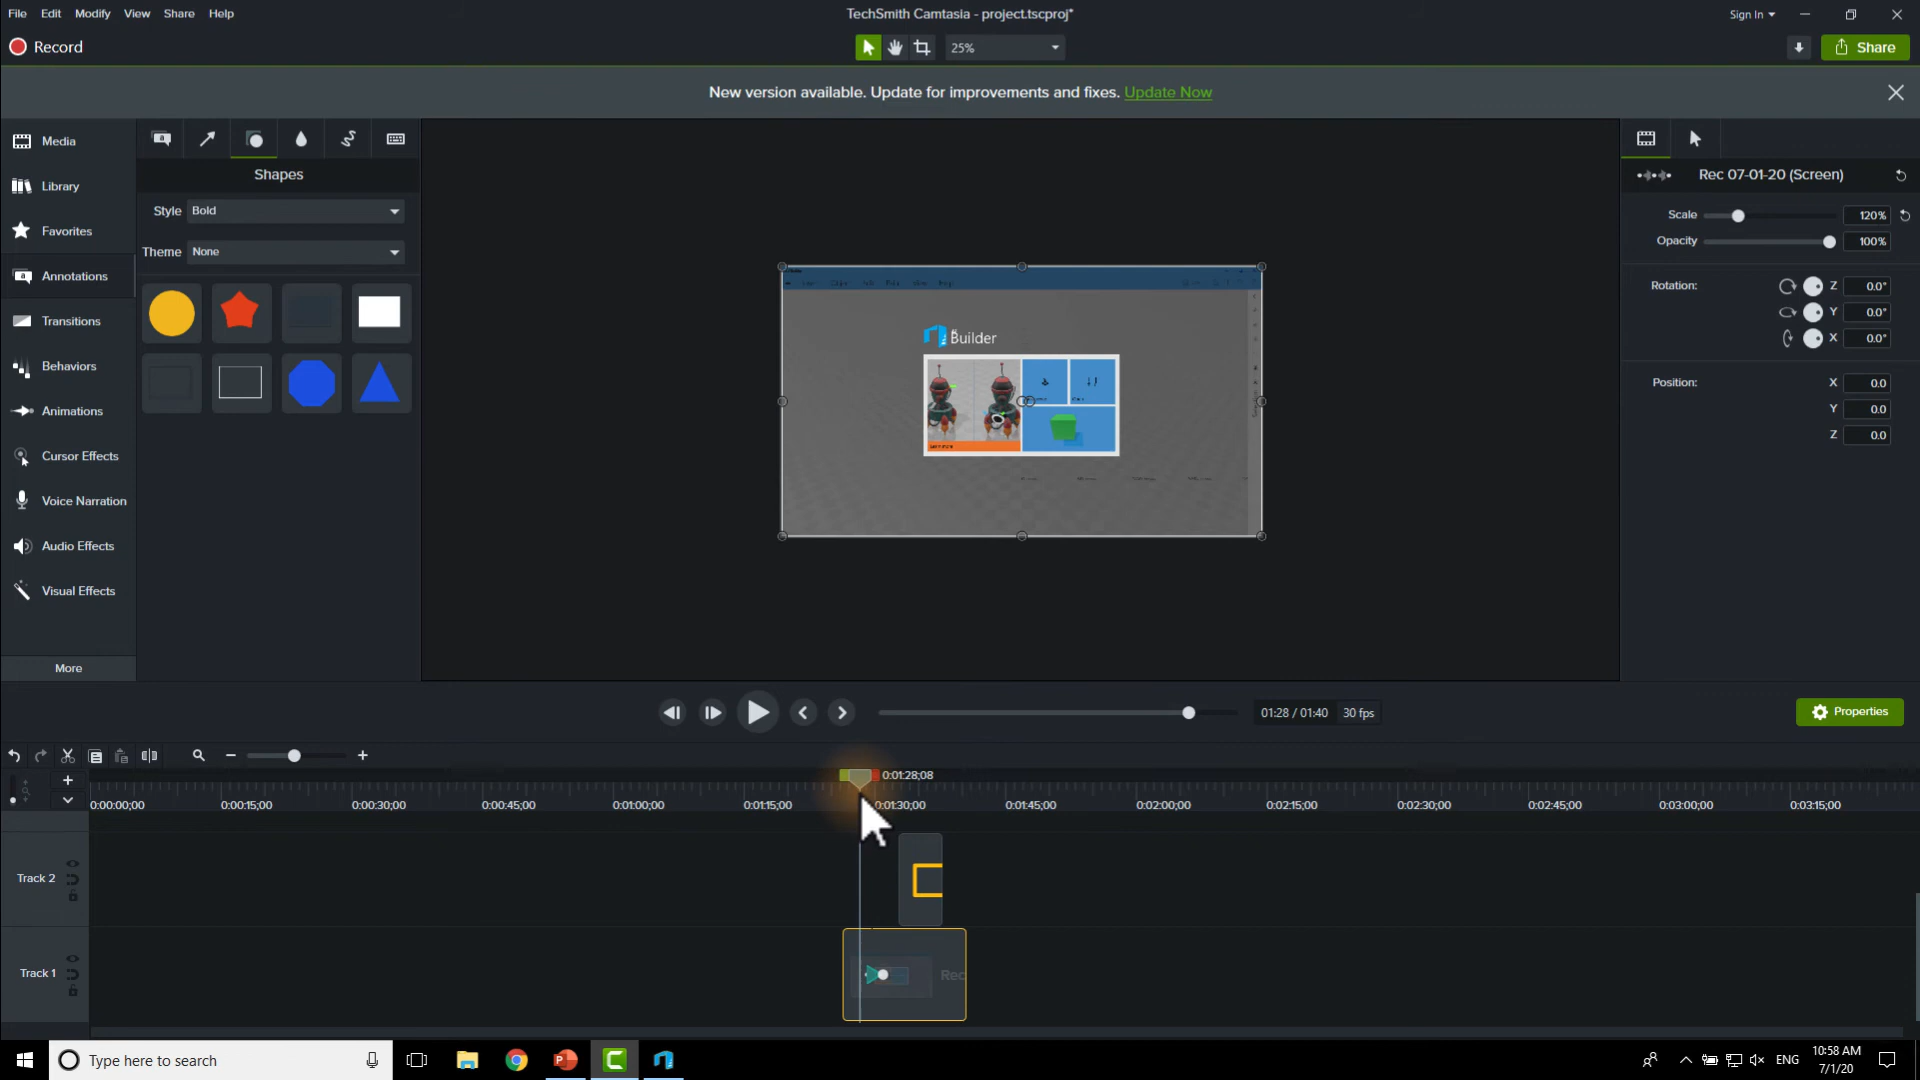 File Edit Modify View Share Help
TechSmith Camtasia - project.tscproj*
Sign In
Record
25%
Share
New version available. Update for improvements and fixes. Update Now
Media
Library
Favorites
Annotations
Transitions
Behaviors
Animations
Cursor Effects
Voice Narration
Audio Effects
Visual Effects
More
Shapes
Style Bold
Theme None
Builder
Rec 07-01-20 (Screen)
Scale 120%
Opacity 100%
Rotation: Z 0.0°
Y 0.0°
X 0.0°
Position: X 0.0
Y 0.0
Z 0.0
01:28 / 01:40 30 fps
Properties
0:01:28;08
0:00:00;00 0:00:15;00 0:00:30;00 0:00:45;00 0:01:00;00 0:01:15;00 0:01:30;00 0:01:45;00 0:02:00;00 0:02:15;00 0:02:30;00 0:02:45;00 0:03:00;00 0:03:15;00
Track 2
Track 1
Rec
Type here to search
ENG
10:58 AM
7/1/20